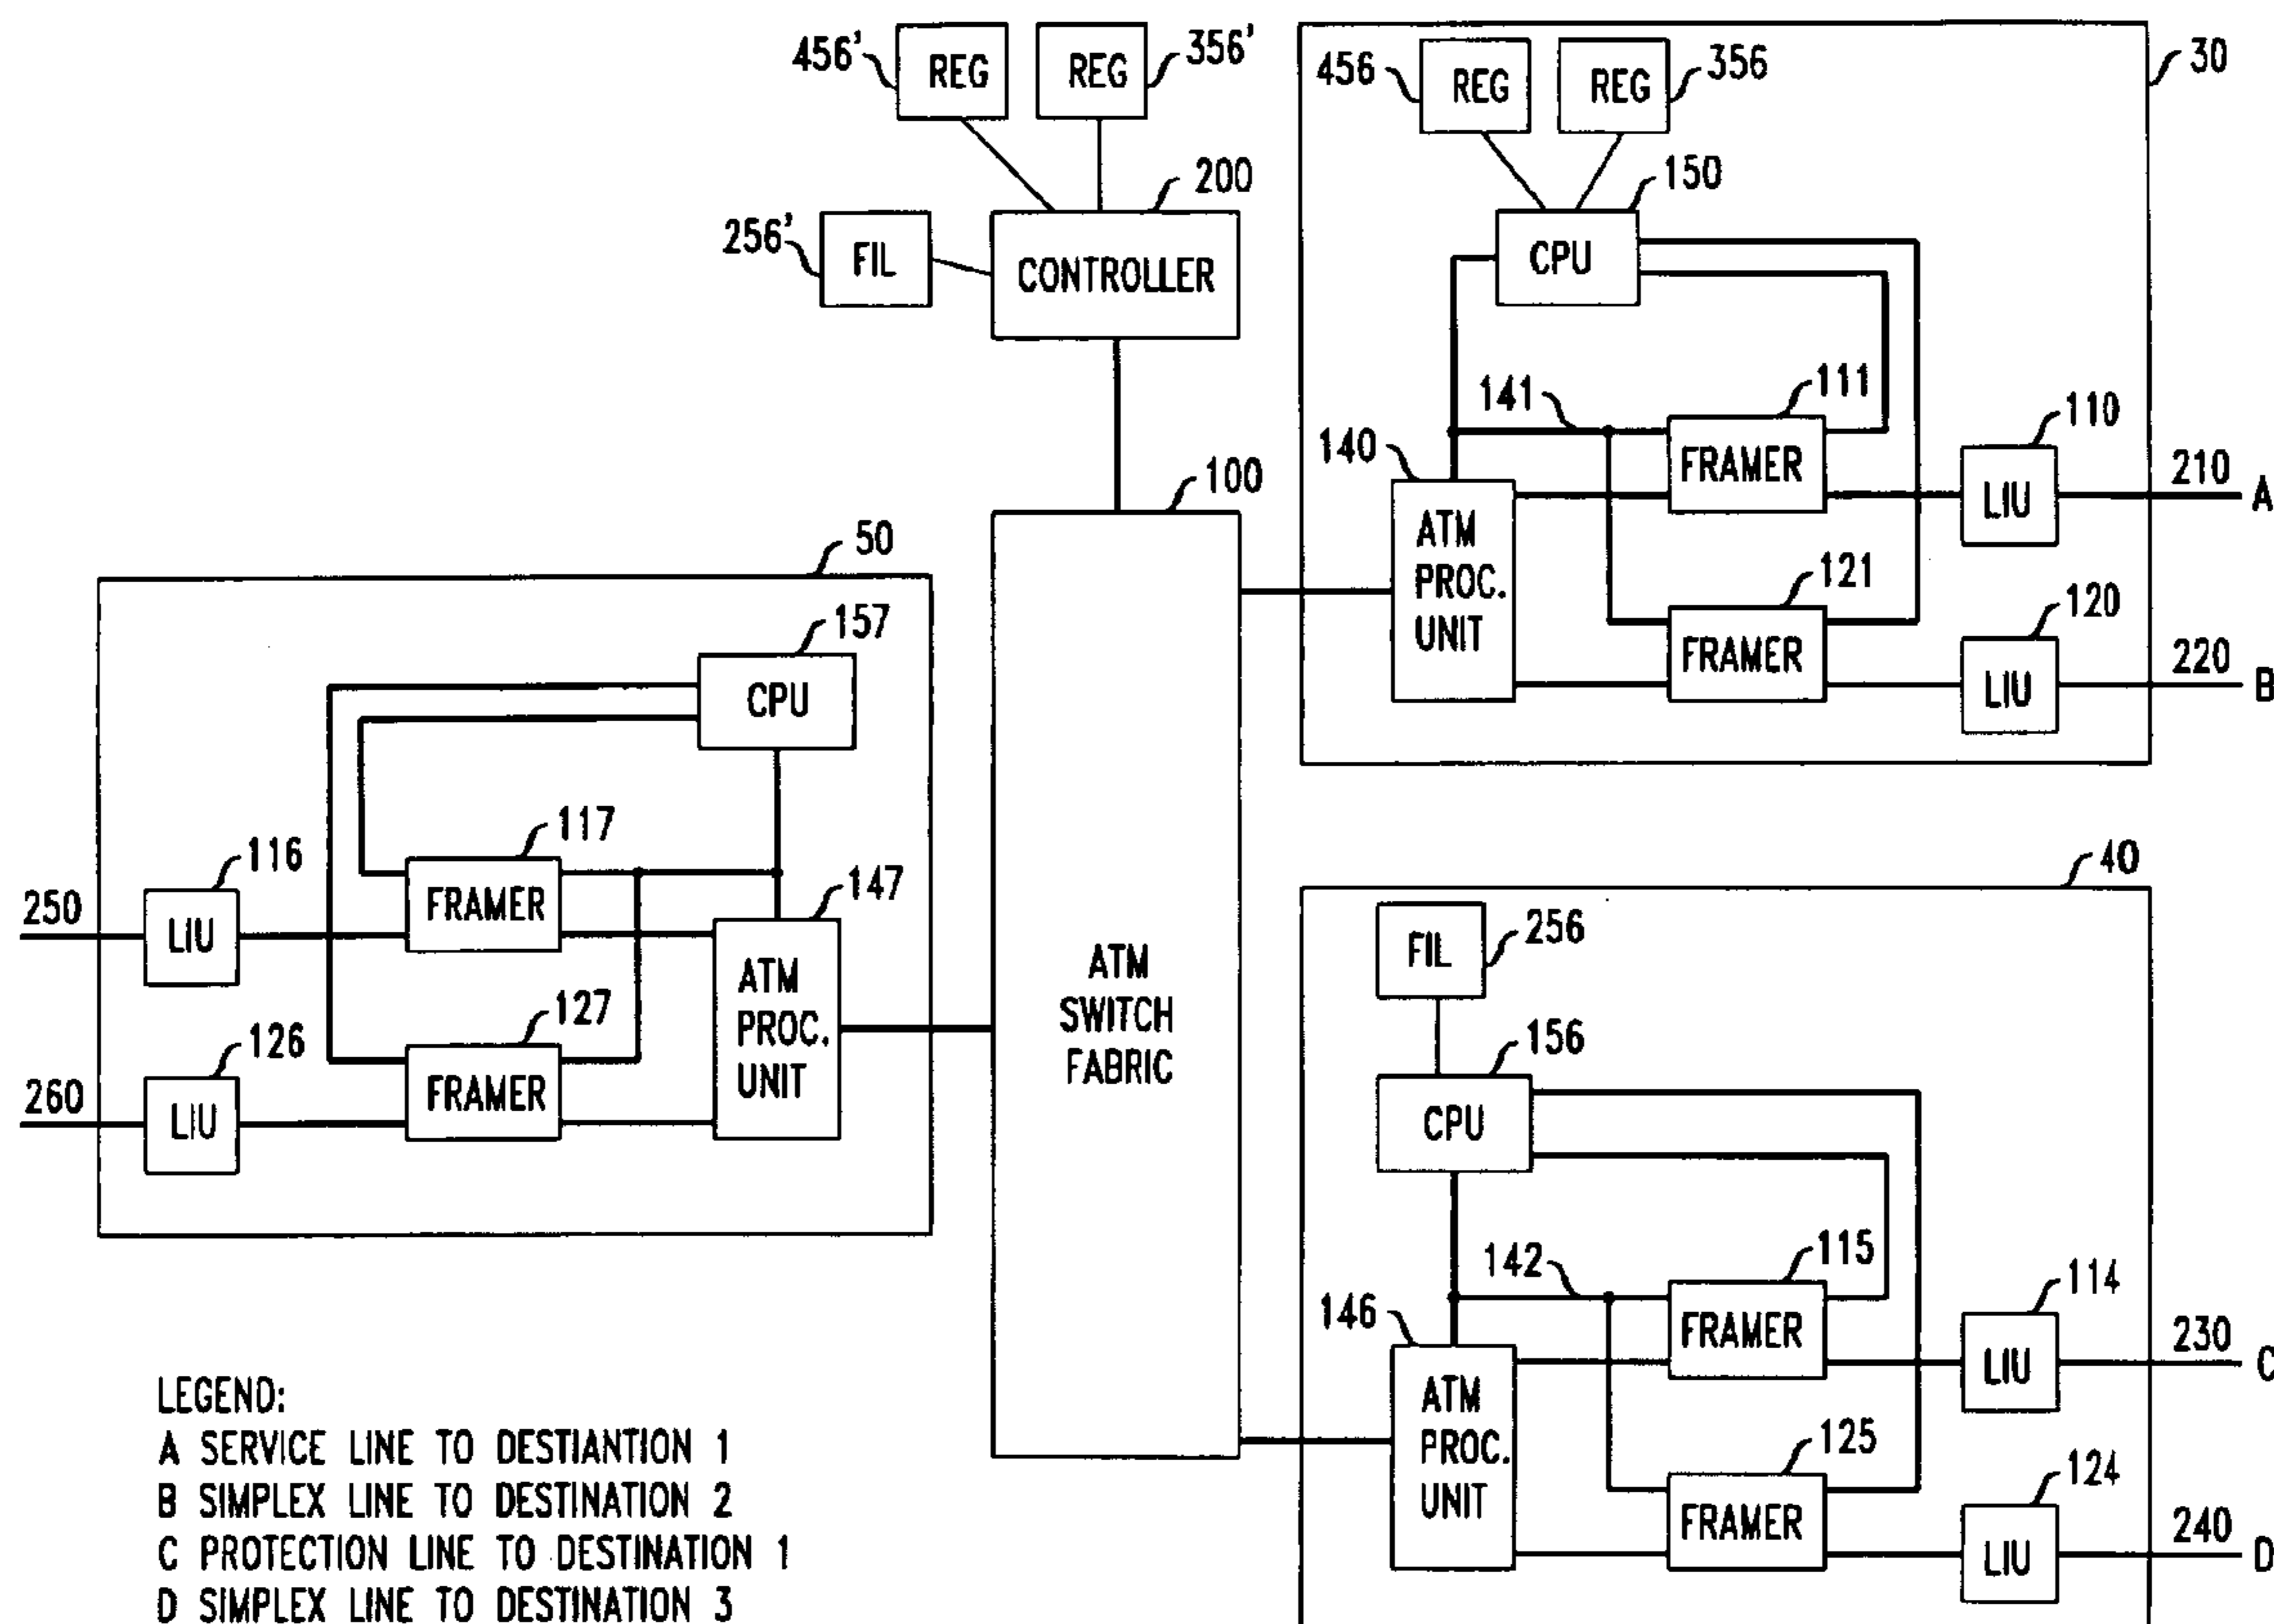 456' REG REG 356'
456 REG REG 356 30
200
150
256' FIL CONTROLLER
CPU
141 111
140 110
FRAMER 210 A
LIU
100
ATM
PROC.
UNIT
50
121
120
157
220 B
FRAMER LIU
CPU
117
116 147
40
250
LIU FRAMER
FIL 256
ATM
PROC.
UNIT
ATM
SWITCH
FABRIC
127
126 156
260
LIU FRAMER
CPU
142 115
114
146
FRAMER 230 C
LIU
ATM
PROC.
UNIT
125
124
240 D
FRAMER LIU
LEGEND:
A SERVICE LINE TO DESTIANTION 1
B SIMPLEX LINE TO DESTINATION 2
C PROTECTION LINE TO DESTINATION 1
D SIMPLEX LINE TO DESTINATION 3